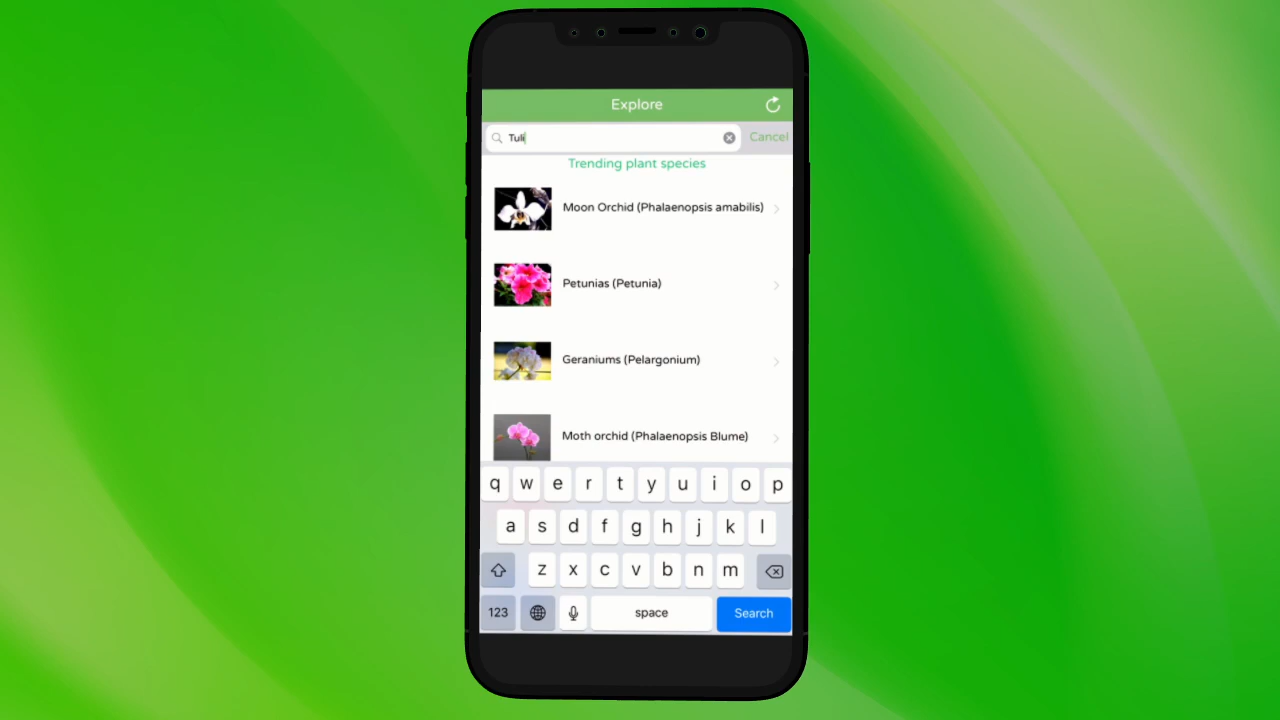 Explore
Tuli
Cancel
Trending plant species
Moon Orchid (Phalaenopsis amabilis)
Petunias (Petunia)
Geraniums (Pelargonium)
Moth orchid (Phalaenopsis Blume)
q w e r t y u i o p
a s d f g h j k l
z x c v b n m
123 space Search